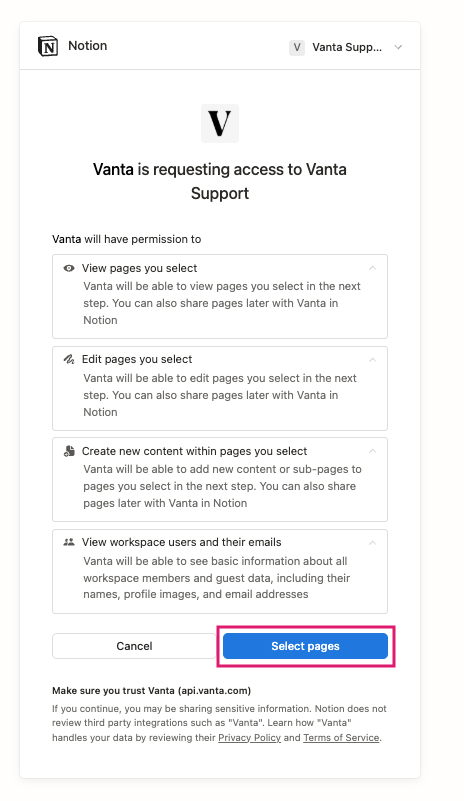 Notion
V Vanta Supp...
V
Vanta is requesting access to Vanta
Support
Vanta will have permission to
View pages you select
Vanta will be able to view pages you select in the next
step. You can also share pages later with Vanta in
Notion
Edit pages you select
Vanta will be able to edit pages you select in the next
step. You can also share pages later with Vanta in
Notion
Create new content within pages you select
Vanta will be able to add new content or sub-pages to
pages you select in the next step. You can also share
pages later with Vanta in Notion
View workspace users and their emails
Vanta will be able to see basic information about all
workspace members and guest data, including their
names, profile images, and email addresses
Cancel
Select pages
Make sure you trust Vanta (api.vanta.com)
If you continue, you may be sharing sensitive information. Notion does not
review third party integrations such as "Vanta". Learn how "Vanta"
handles your data by reviewing their Privacy Policy and Terms of Service.